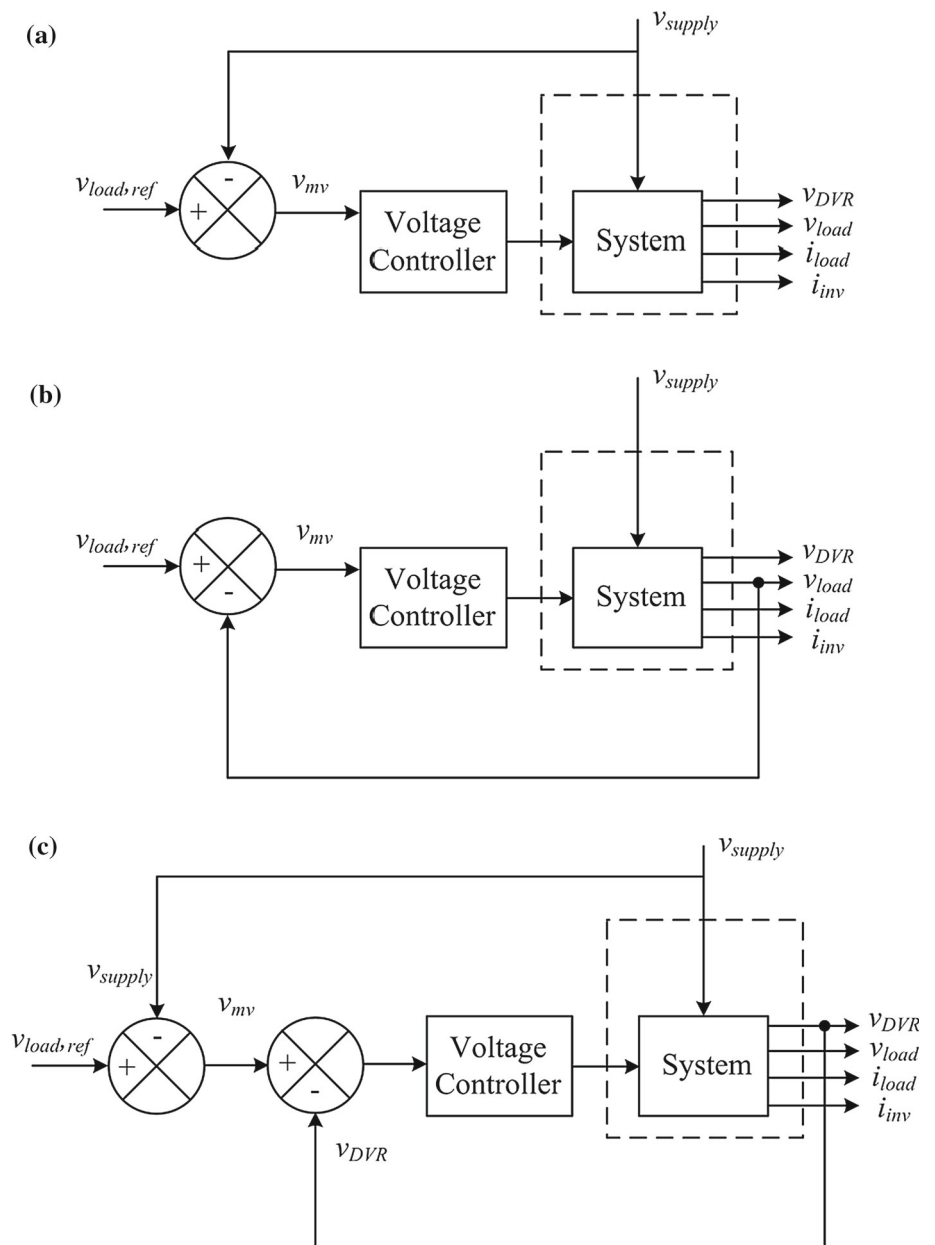 (a)
v_supply
v_load,ref
+
-
v_mv
Voltage
Controller
System
v_DVR
v_load
i_load
i_inv
(b)
v_supply
v_load,ref
+
-
v_mv
Voltage
Controller
System
v_DVR
v_load
i_load
i_inv
(c)
v_supply
v_supply
v_load,ref
+
-
v_mv
+
-
v_DVR
Voltage
Controller
System
v_DVR
v_load
i_load
i_inv